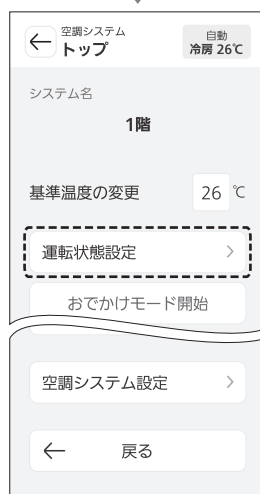 空調システム
トップ
自動
冷房 26℃
システム名
1階
基準温度の変更
26 ℃
運転状態設定
おでかけモード開始
空調システム設定
戻る